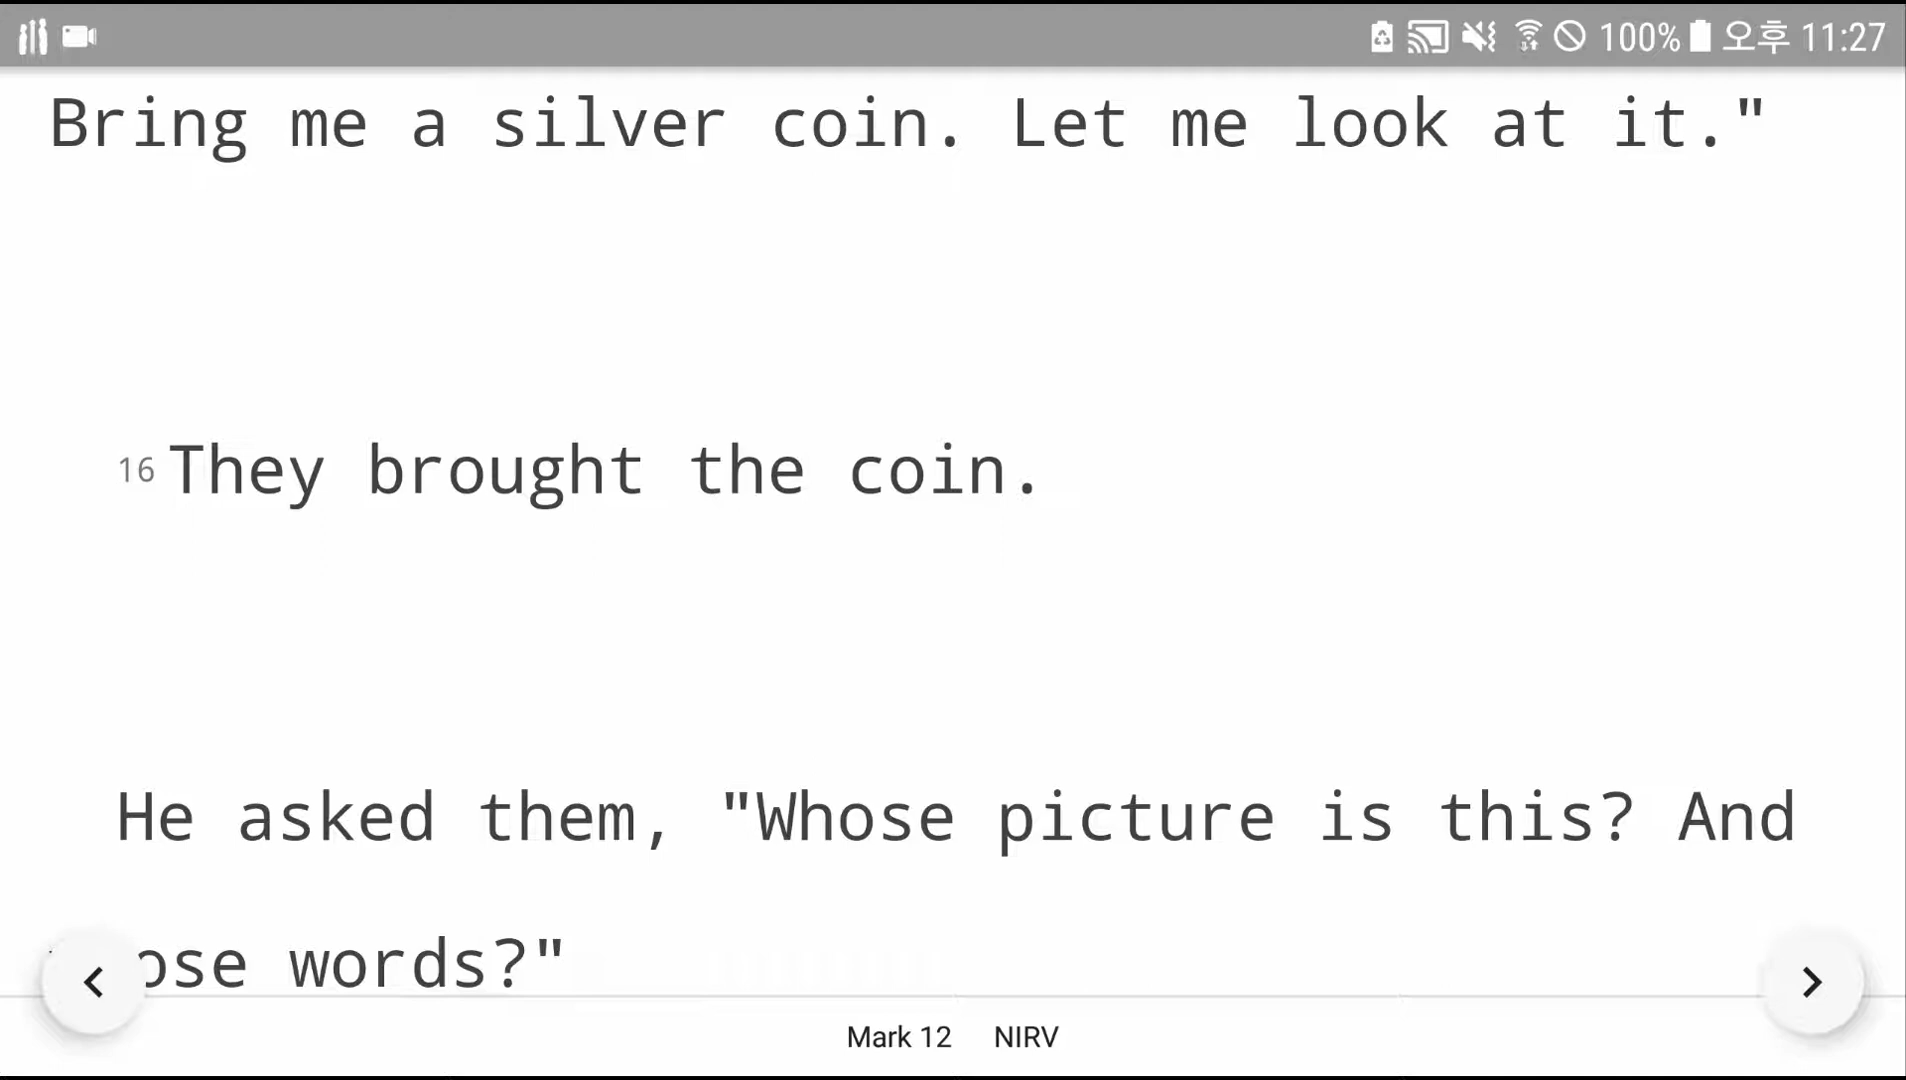 100% 오후 11:27
Bring me a silver coin. Let me look at it."
16 They brought the coin.
He asked them, "Whose picture is this? And
ose words?"
Mark 12 NIRV